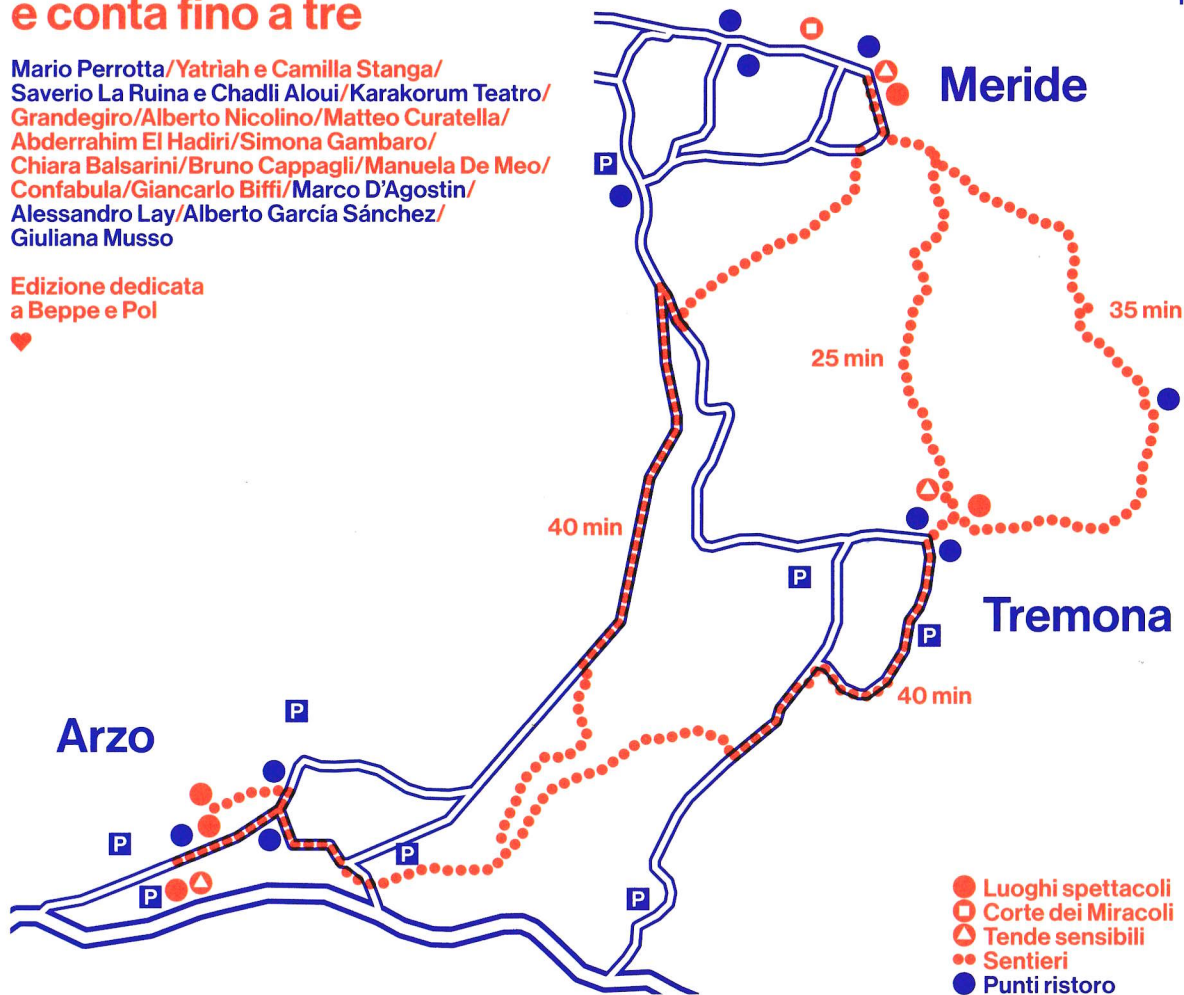 e conta fino a tre
Mario Perrotta/Yatrìah e Camilla Stanga/
Saverio La Ruina e Chadli Aloui/Karakorum Teatro/
Grandegiro/Alberto Nicolino/Matteo Curatella/
Abderrahim El Hadiri/Simona Gambaro/
Chiara Balsarini/Bruno Cappagli/Manuela De Meo/
Confabula/Giancarlo Biffi/Marco D'Agostin/
Alessandro Lay/Alberto García Sánchez/
Giuliana Musso
Edizione dedicata
a Beppe e Pol
Meride
P
35 min
25 min
40 min
P
Tremona
P
40 min
P
Arzo
P
P
P
P
Luoghi spettacoli
Corte dei Miracoli
Tende sensibili
Sentieri
Punti ristoro